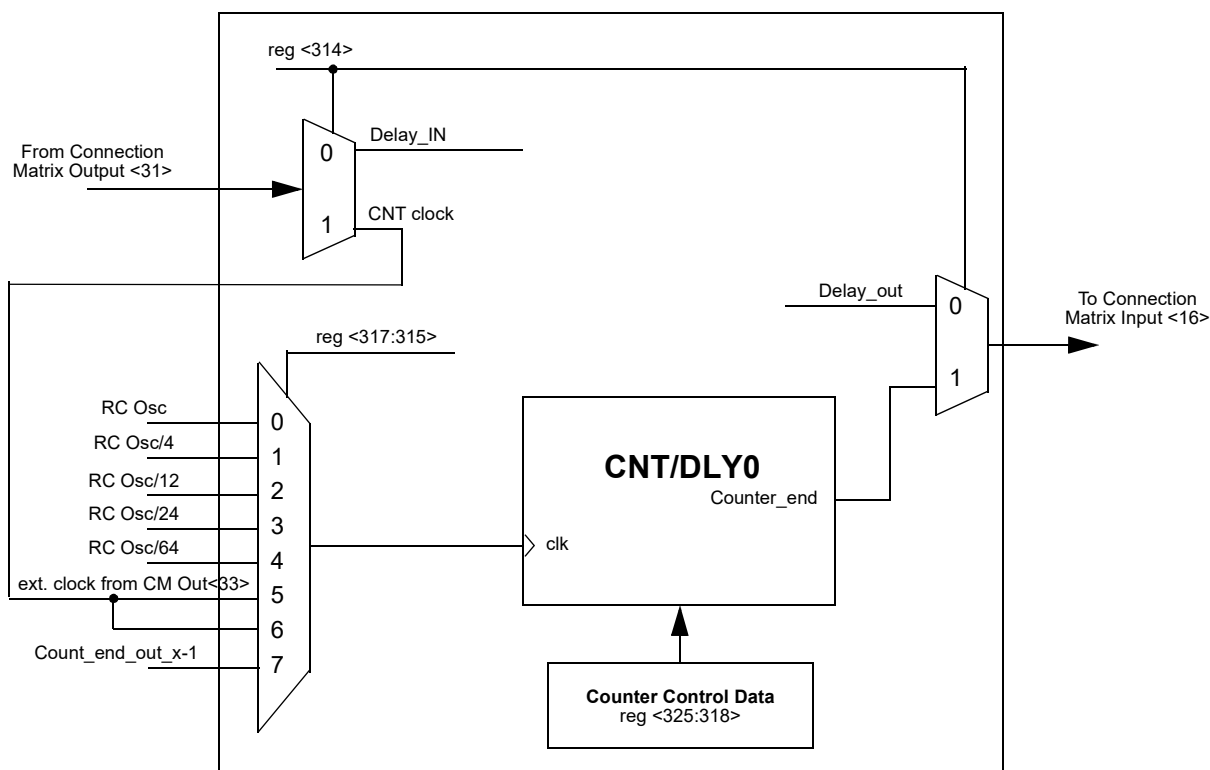 reg <314>
From Connection
Matrix Output <31>
0
Delay_IN
1
CNT clock
Delay_out
0
To Connection
Matrix Input <16>
1
reg <317:315>
RC Osc
0
RC Osc/4
1
RC Osc/12
2
RC Osc/24
3
RC Osc/64
4
ext. clock from CM Out<33>
5
6
Count_end_out_x-1
7
CNT/DLY0
Counter_end
clk
Counter Control Data
reg <325:318>